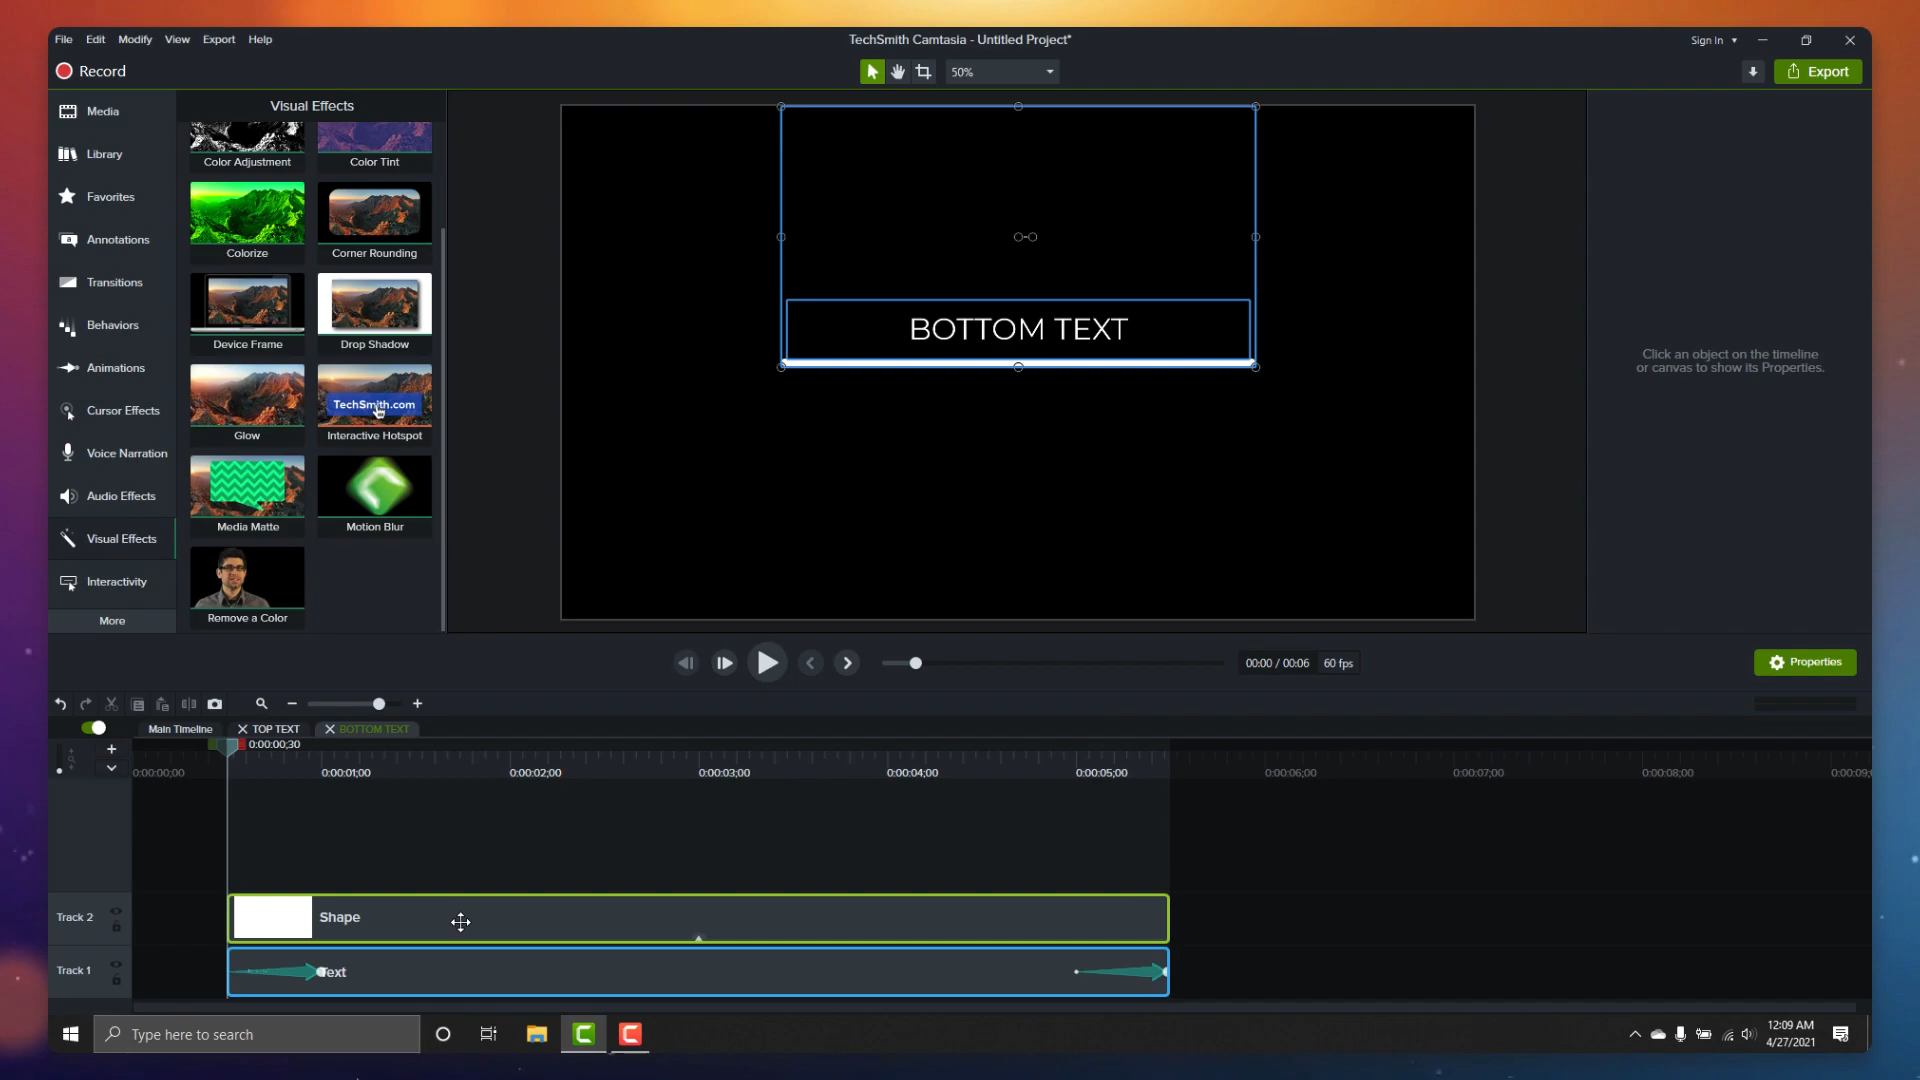 File Edit Modify View Export Help
TechSmith Camtasia - Untitled Project*
Sign In
Record
50%
Export
Media
Library
Favorites
Annotations
Transitions
Behaviors
Animations
Cursor Effects
Voice Narration
Audio Effects
Visual Effects
Interactivity
More
Visual Effects
Color Adjustment
Color Tint
Colorize
Corner Rounding
Device Frame
Drop Shadow
TechSmith.com
Glow
Interactive Hotspot
Media Matte
Motion Blur
Remove a Color
BOTTOM TEXT
Click an object on the timeline
or canvas to show its Properties.
00:00 / 00:06
60 fps
Properties
Main Timeline
TOP TEXT
BOTTOM TEXT
0:00:00;30
0:00:00;00
0:00:01;00
0:00:02;00
0:00:03;00
0:00:04;00
0:00:05;00
0:00:06;00
0:00:07;00
0:00:08;00
0:00:09;
Track 2
Shape
Track 1
Text
Type here to search
12:09 AM
4/27/2021